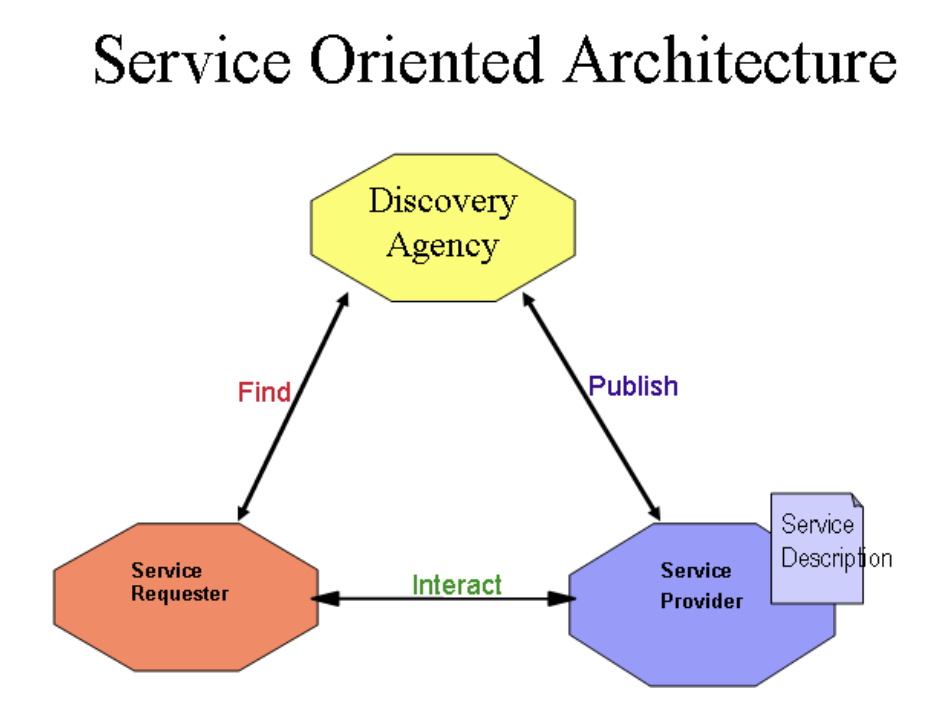 Service Oriented Architecture
Discovery
Agency
Find
Publish
Service
Requester
Interact
Service
Provider
Service
Description